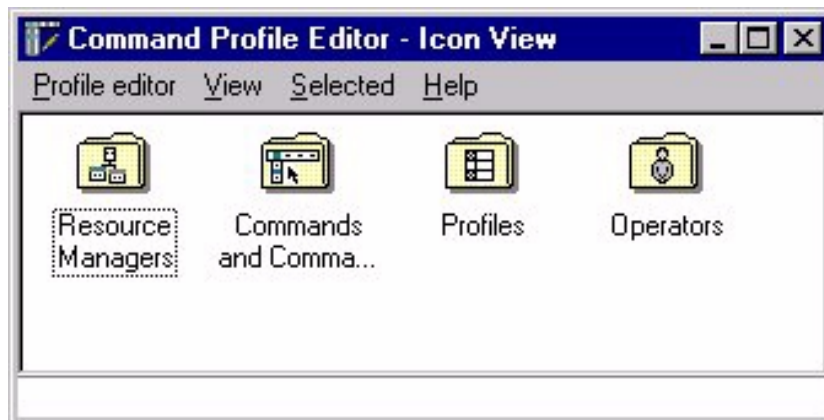 Command Profile Editor - Icon View
Profile editor View Selected Help
Resource
Managers
Commands
and Comma...
Profiles
Operators